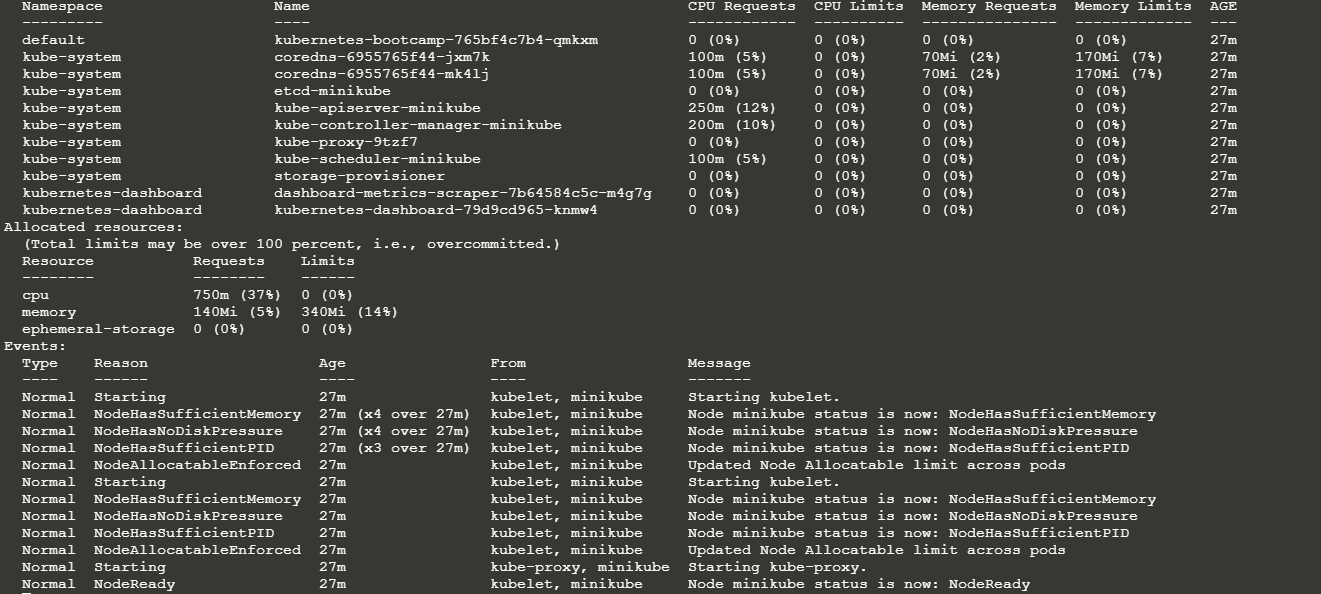 Namespace Name CPU Requests CPU Limits Memory Requests Memory Limits AGE
--------- ---- ------------ ---------- --------------- ------------- ---
default kubernetes-bootcamp-765bf4c7b4-qmkxm 0 (0%) 0 (0%) 0 (0%) 0 (0%) 27m
kube-system coredns-6955765f44-jxm7k 100m (5%) 0 (0%) 70Mi (2%) 170Mi (7%) 27m
kube-system coredns-6955765f44-mk4lj 100m (5%) 0 (0%) 70Mi (2%) 170Mi (7%) 27m
kube-system etcd-minikube 0 (0%) 0 (0%) 0 (0%) 0 (0%) 27m
kube-system kube-apiserver-minikube 250m (12%) 0 (0%) 0 (0%) 0 (0%) 27m
kube-system kube-controller-manager-minikube 200m (10%) 0 (0%) 0 (0%) 0 (0%) 27m
kube-system kube-proxy-9tzf7 0 (0%) 0 (0%) 0 (0%) 0 (0%) 27m
kube-system kube-scheduler-minikube 100m (5%) 0 (0%) 0 (0%) 0 (0%) 27m
kube-system storage-provisioner 0 (0%) 0 (0%) 0 (0%) 0 (0%) 27m
kubernetes-dashboard dashboard-metrics-scraper-7b64584c5c-m4g7g 0 (0%) 0 (0%) 0 (0%) 0 (0%) 27m
kubernetes-dashboard kubernetes-dashboard-79d9cd965-knmw4 0 (0%) 0 (0%) 0 (0%) 0 (0%) 27m
Allocated resources:
(Total limits may be over 100 percent, i.e., overcommitted.)
Resource Requests Limits
-------- -------- ------
cpu 750m (37%) 0 (0%)
memory 140Mi (5%) 340Mi (14%)
ephemeral-storage 0 (0%) 0 (0%)
Events:
Type Reason Age From Message
---- ------ ---- ---- -------
Normal Starting 27m kubelet, minikube Starting kubelet.
Normal NodeHasSufficientMemory 27m (x4 over 27m) kubelet, minikube Node minikube status is now: NodeHasSufficientMemory
Normal NodeHasNoDiskPressure 27m (x4 over 27m) kubelet, minikube Node minikube status is now: NodeHasNoDiskPressure
Normal NodeHasSufficientPID 27m (x3 over 27m) kubelet, minikube Node minikube status is now: NodeHasSufficientPID
Normal NodeAllocatableEnforced 27m kubelet, minikube Updated Node Allocatable limit across pods
Normal Starting 27m kubelet, minikube Starting kubelet.
Normal NodeHasSufficientMemory 27m kubelet, minikube Node minikube status is now: NodeHasSufficientMemory
Normal NodeHasNoDiskPressure 27m kubelet, minikube Node minikube status is now: NodeHasNoDiskPressure
Normal NodeHasSufficientPID 27m kubelet, minikube Node minikube status is now: NodeHasSufficientPID
Normal NodeAllocatableEnforced 27m kubelet, minikube Updated Node Allocatable limit across pods
Normal Starting 27m kube-proxy, minikube Starting kube-proxy.
Normal NodeReady 27m kubelet, minikube Node minikube status is now: NodeReady